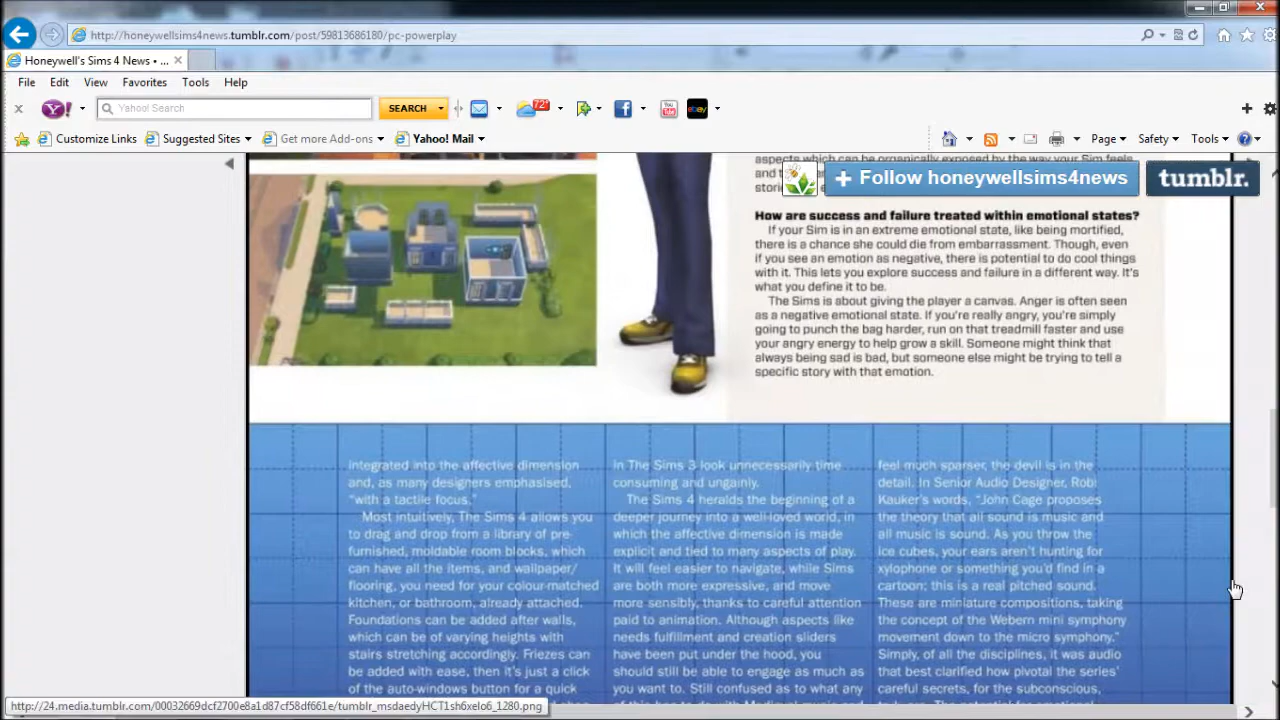 http://honeywellsims4news.tumblr.com/post/59813686180/pc-powerplay
Honeywell's Sims 4 News • ...
File Edit View Favorites Tools Help
Yahoo! Search SEARCH 72° You Tube ebay
Customize Links Suggested Sites Get more Add-ons Yahoo! Mail Page Safety Tools
aspects which can be organically exposed by the way your Sim feels
Follow honeywellsims4news tumblr.
How are success and failure treated within emotional states?
If your Sim is in an extreme emotional state, like being mortified,
there is a chance she could die from embarrassment. Though, even
if you see an emotion as negative, there is potential to do cool things
with it. This lets you explore success and failure in a different way. It's
what you define it to be.
The Sims is about giving the player a canvas. Anger is often seen
as a negative emotional state. If you're really angry, you're simply
going to punch the bag harder, run on that treadmill faster and use
your angry energy to help grow a skill. Someone might think that
always being sad is bad, but someone else might be trying to tell a
specific story with that emotion.
integrated into the affective dimension
and, as many designers emphasised,
"with a tactile focus."
Most intuitively, The Sims 4 allows you
to drag and drop from a library of pre-
furnished, moldable room blocks, which
can have all the items, and wallpaper/
flooring, you need for your colour-matched
kitchen, or bathroom, already attached.
Foundations can be added after walls,
which can be of varying heights with
stairs stretching accordingly. Friezes can
be added with ease, then it's just a click
of the auto-windows button for a quick
in The Sims 3 look unnecessarily time
consuming and ungainly.
The Sims 4 heralds the beginning of a
deeper journey into a well-loved world, in
which the affective dimension is made
explicit and tied to many aspects of play.
It will feel easier to navigate, while Sims
are both more expressive, and move
more sensibly, thanks to careful attention
paid to animation. Although aspects like
needs fulfillment and creation sliders
have been put under the hood, you
should still be able to engage as much as
you want to. Still confused as to what any
feel much sparser, the devil is in the
detail. In Senior Audio Designer, Robi
Kauker's words, "John Cage proposes
the theory that all sound is music and
all music is sound. As you throw the
ice cubes, your ears aren't hunting for
xylophone or something you'd find in a
cartoon; this is a real pitched sound.
These are miniature compositions, taking
the concept of the Webern mini symphony
movement down to the micro symphony."
Simply, of all the disciplines, it was audio
that best clarified how pivotal the series'
careful secrets, for the subconscious,
http://24.media.tumblr.com/00032669dcf2700e8a1d87cf58df661e/tumblr_msdaedyHCT1sh6xelo6_1280.png